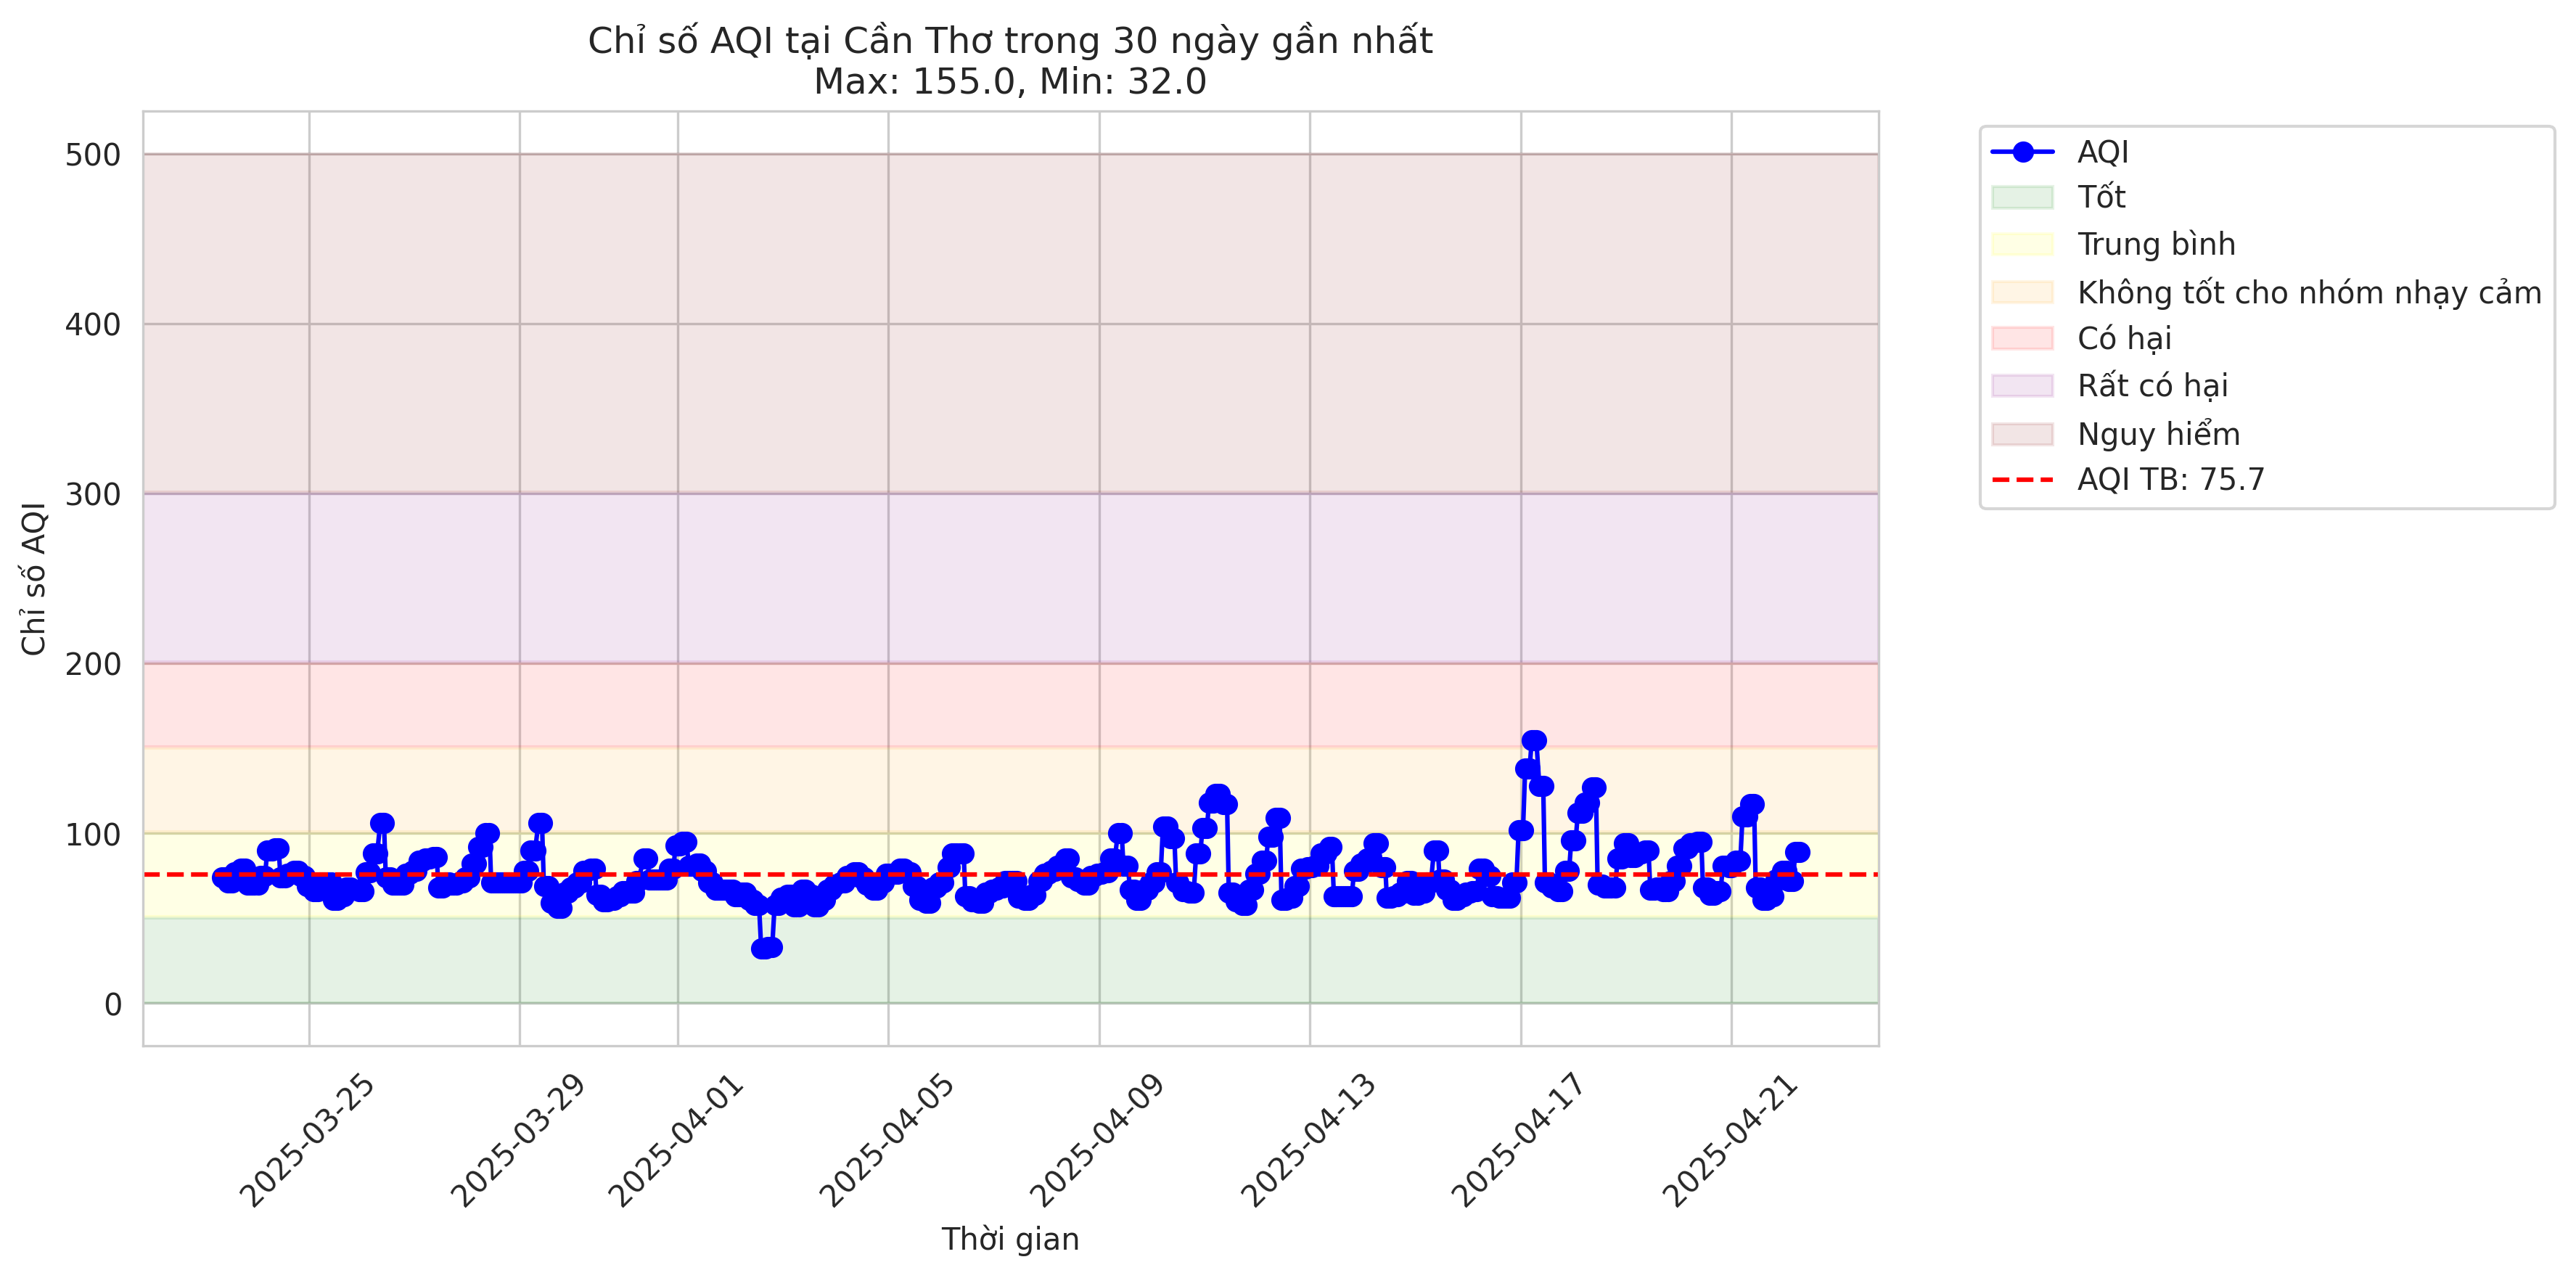 Chỉ số AQI tại Cần Thơ trong 30 ngày gần nhất
Max: 155.0, Min: 32.0
Chỉ số AQI
500
400
300
200
100
0
2025-03-25
2025-03-29
2025-04-01
2025-04-05
2025-04-09
2025-04-13
2025-04-17
2025-04-21
Thời gian
AQI
Tốt
Trung bình
Không tốt cho nhóm nhạy cảm
Có hại
Rất có hại
Nguy hiểm
AQI TB: 75.7